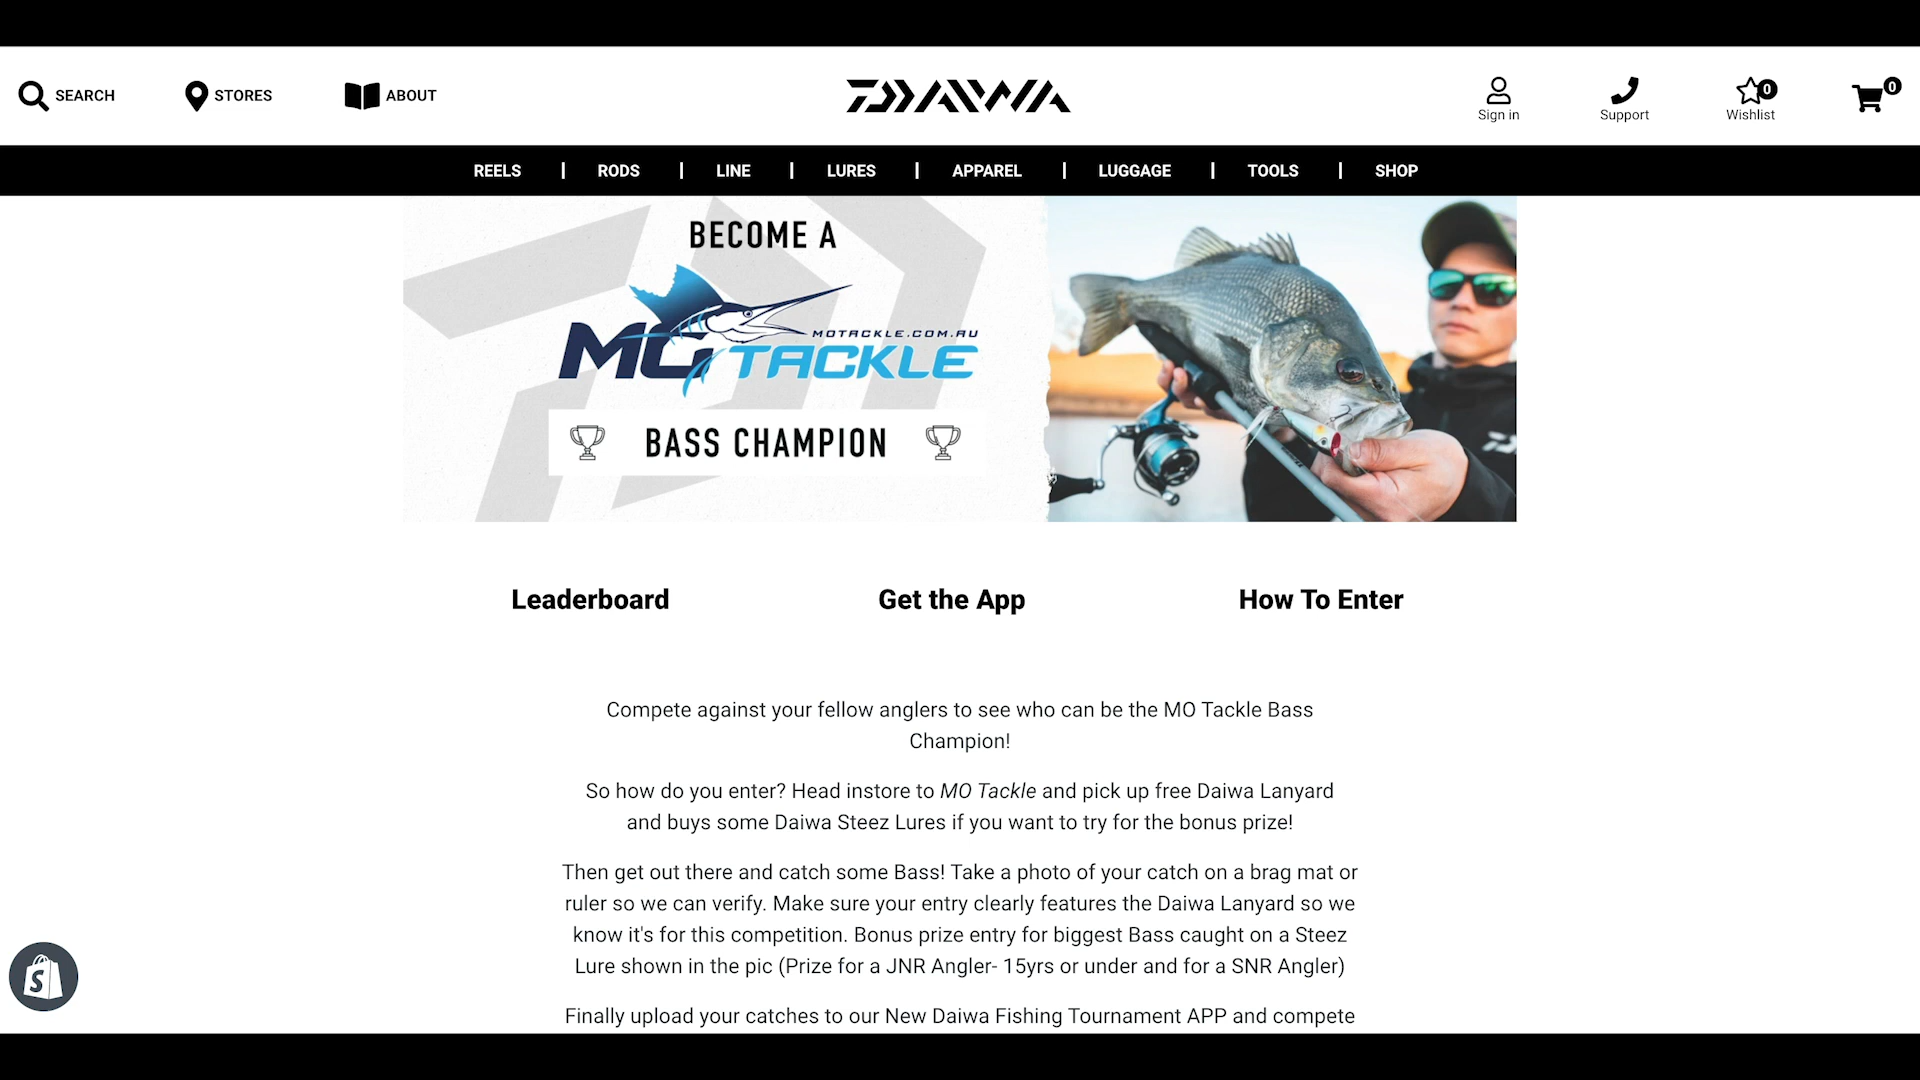 SEARCH
STORES
ABOUT
DAIWA
Sign in
Support
0
Wishlist
0
REELS | RODS | LINE | LURES | APPAREL | LUGGAGE | TOOLS | SHOP
BECOME A
MOTACKLE.COM.AU
MO TACKLE
BASS CHAMPION
Leaderboard
Get the App
How To Enter
Compete against your fellow anglers to see who can be the MO Tackle Bass
Champion!
So how do you enter? Head instore to MO Tackle and pick up free Daiwa Lanyard
and buys some Daiwa Steez Lures if you want to try for the bonus prize!
Then get out there and catch some Bass! Take a photo of your catch on a brag mat or
ruler so we can verify. Make sure your entry clearly features the Daiwa Lanyard so we
know it's for this competition. Bonus prize entry for biggest Bass caught on a Steez
Lure shown in the pic (Prize for a JNR Angler- 15yrs or under and for a SNR Angler)
Finally upload your catches to our New Daiwa Fishing Tournament APP and compete